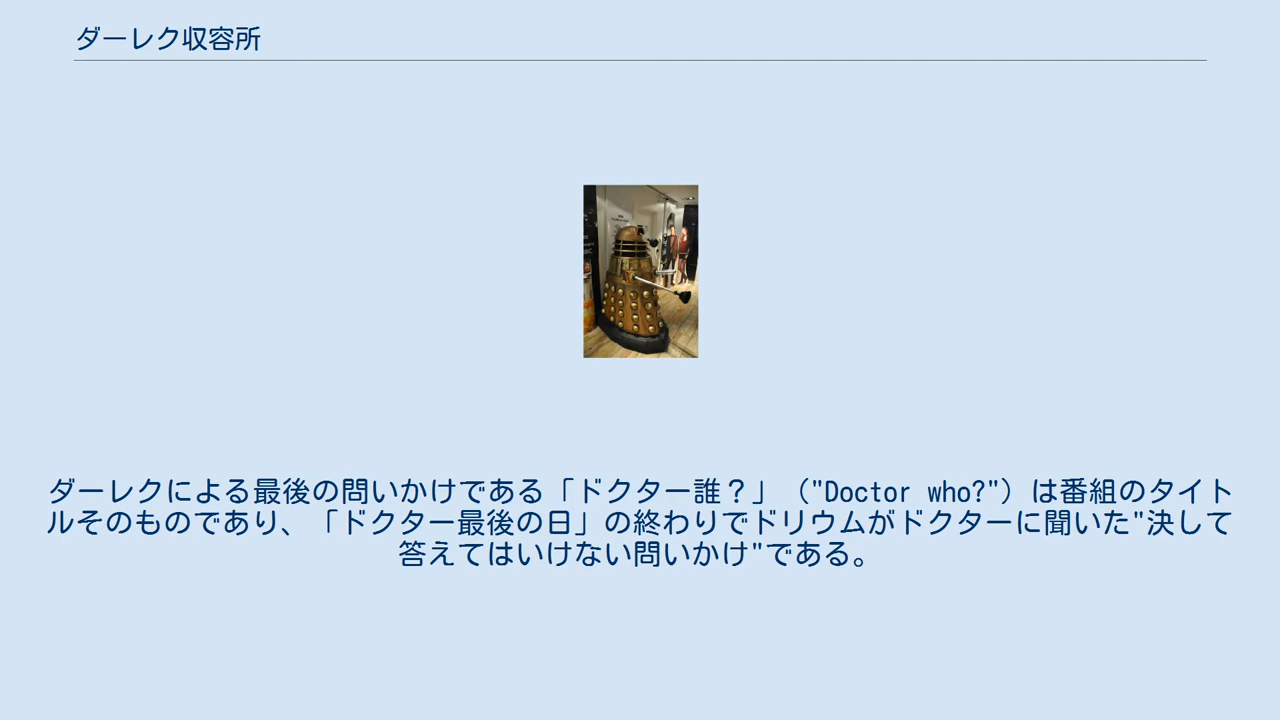 ダーレク収容所
ダーレクによる最後の問いかけである「ドクター誰？」（"Doctor who?"）は番組のタイト
ルそのものであり、「ドクター最後の日」の終わりでドリウムがドクターに聞いた"決して
答えてはいけない問いかけ"である。